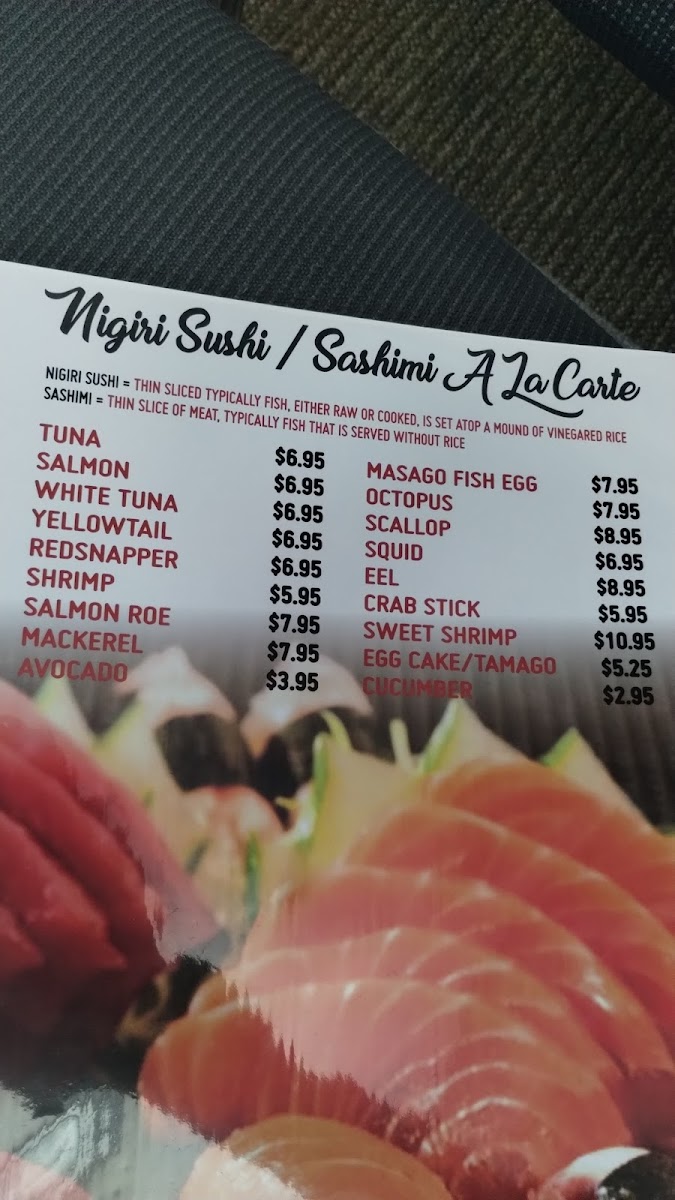 Nigiri Sushi / Sashimi A La Carte
NIGIRI SUSHI = THIN SLICED TYPICALLY FISH, EITHER RAW OR COOKED, IS SET ATOP A MOUND OF VINEGARED RICE
SASHIMI = THIN SLICE OF MEAT, TYPICALLY FISH THAT IS SERVED WITHOUT RICE
TUNA $6.95
SALMON $6.95
WHITE TUNA $6.95
YELLOWTAIL $6.95
REDSNAPPER $6.95
SHRIMP $5.95
SALMON ROE $7.95
MACKEREL $7.95
AVOCADO $3.95
MASAGO FISH EGG $7.95
OCTOPUS $7.95
SCALLOP $8.95
SQUID $6.95
EEL $8.95
CRAB STICK $5.95
SWEET SHRIMP $10.95
EGG CAKE/TAMAGO $5.25
CUCUMBER $2.95